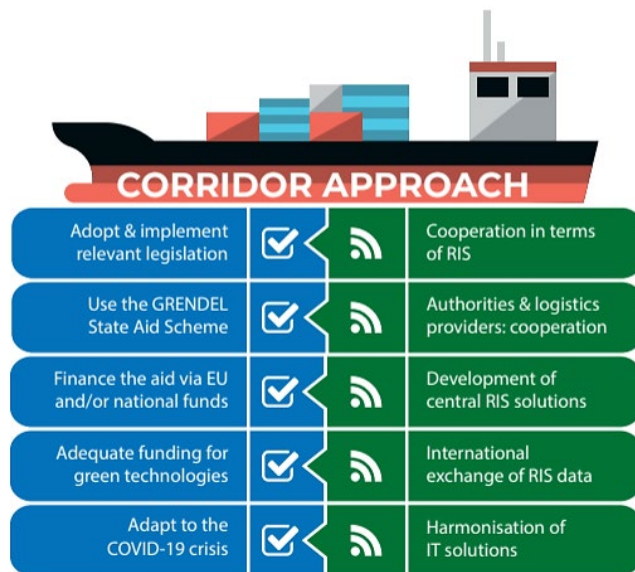 CORRIDOR APPROACH
Adopt & implement
relevant legislation
Cooperation in terms
of RIS
Use the GRENDEL
State Aid Scheme
Authorities & logistics
providers: cooperation
Finance the aid via EU
and/or national funds
Development of
central RIS solutions
Adequate funding for
green technologies
International
exchange of RIS data
Adapt to the
COVID-19 crisis
Harmonisation of
IT solutions